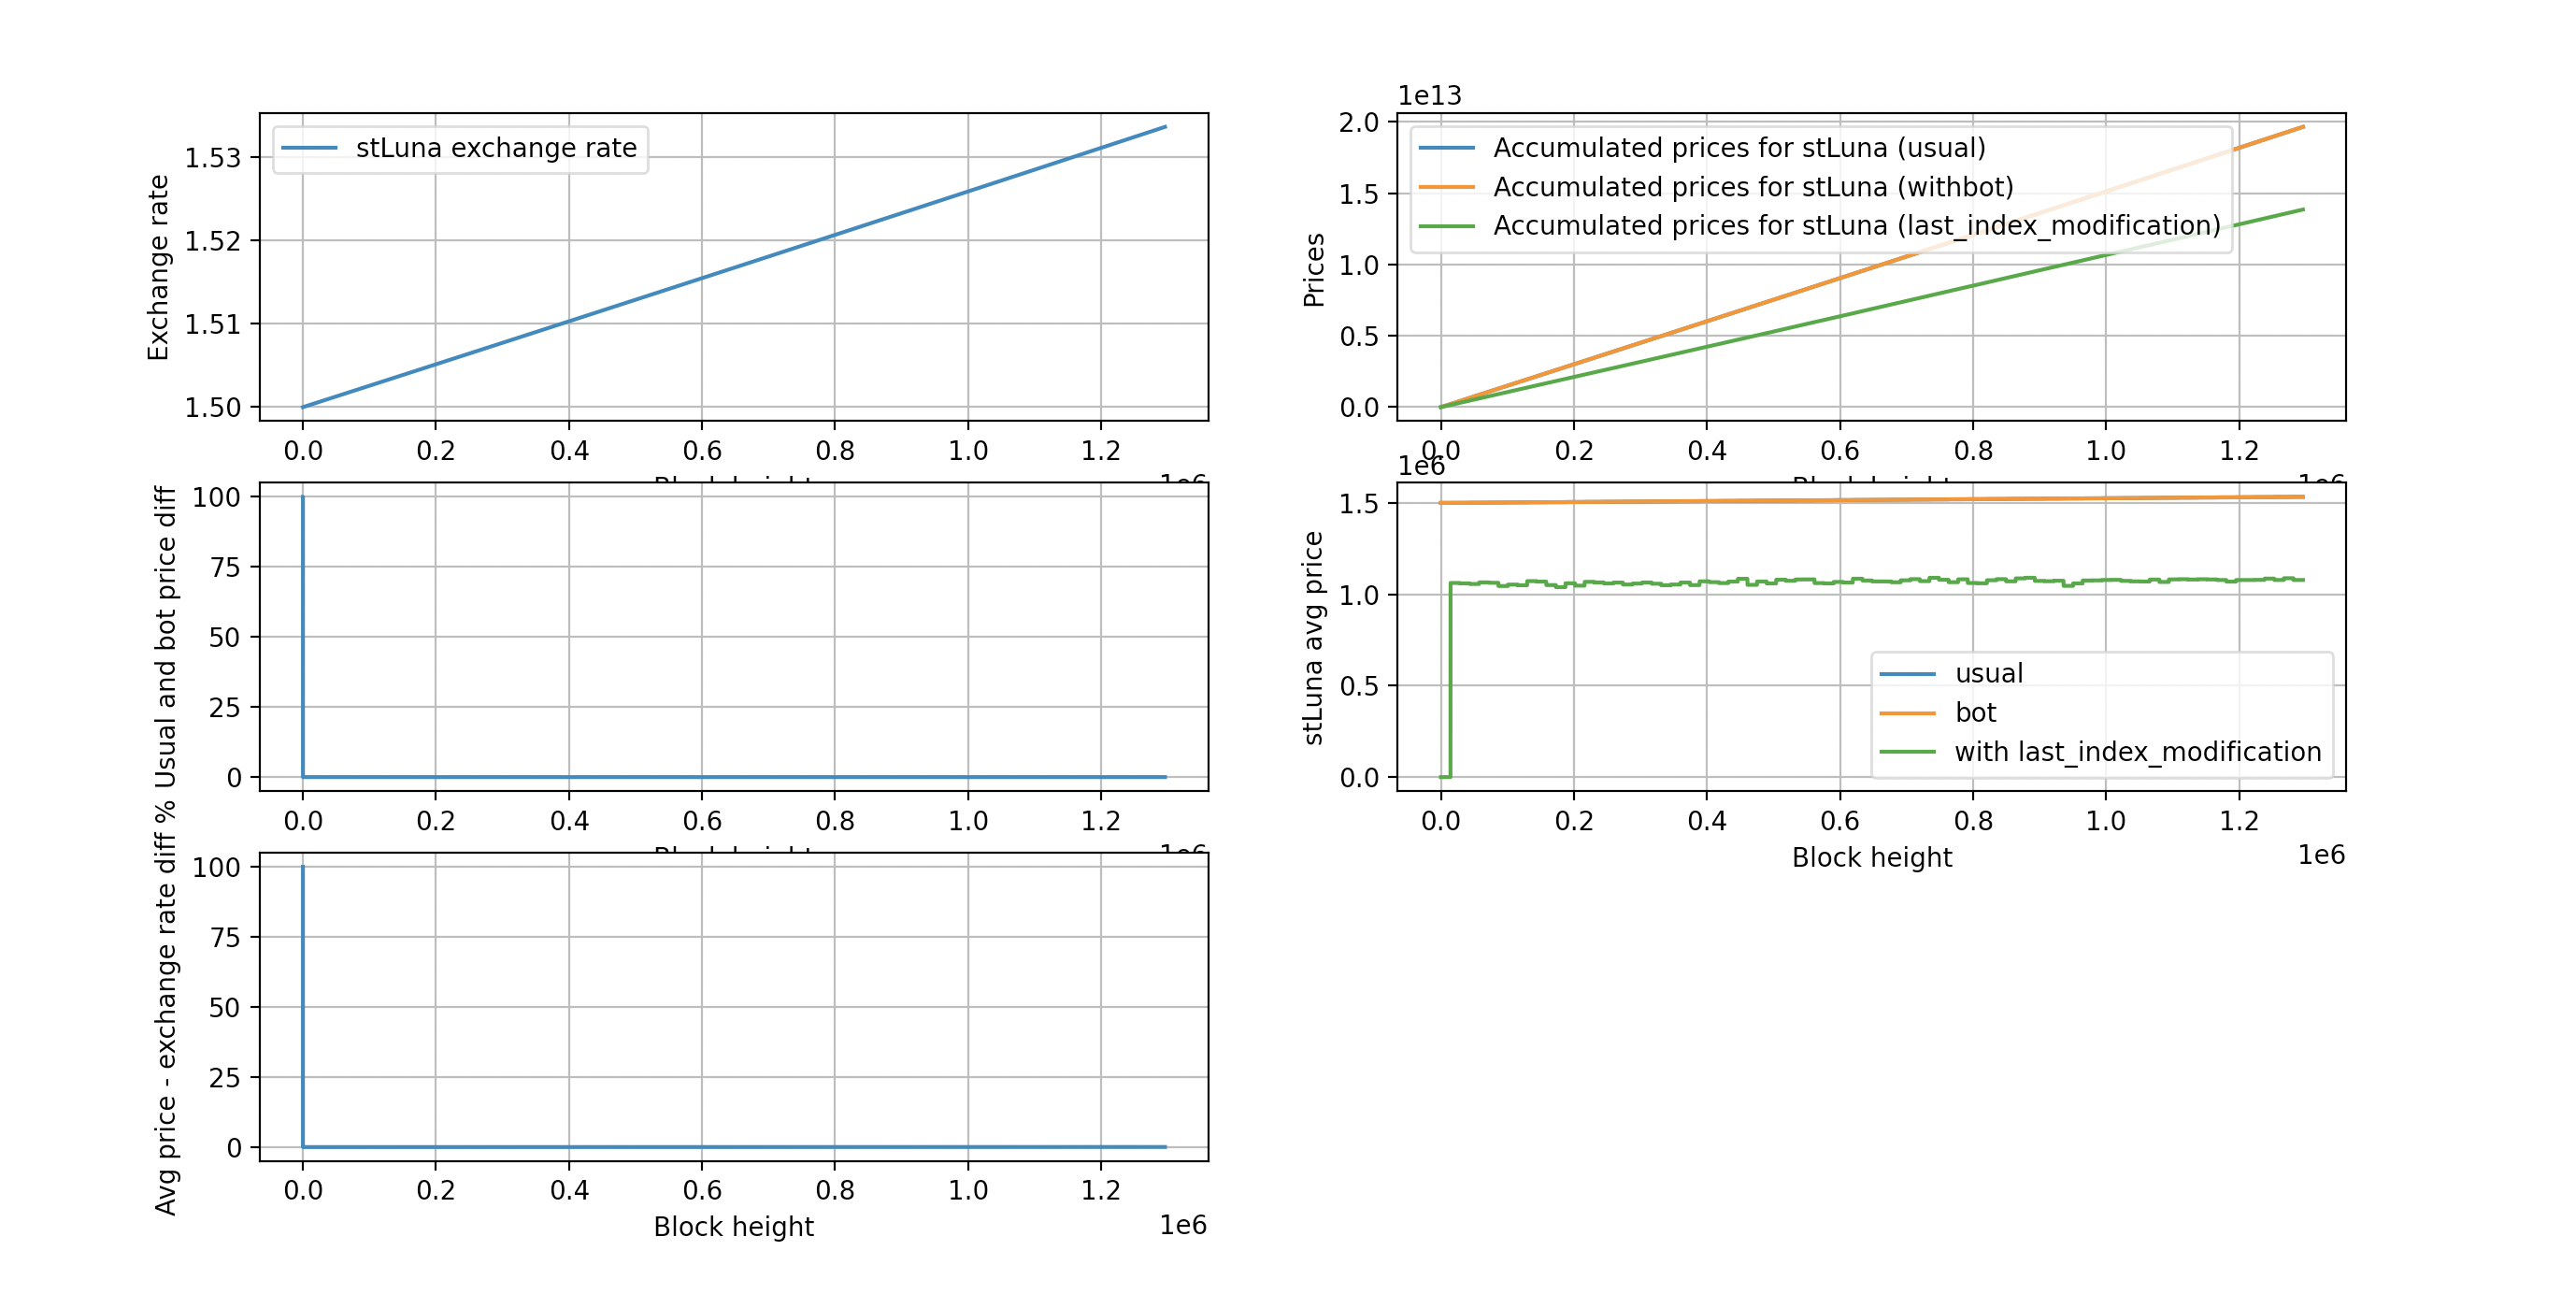 Exchange rate
1.53
1.52
1.51
1.50
stLuna exchange rate
0.0 0.2 0.4 0.6 0.8 1.0 1.2
1e13
Prices
2.0
1.5
1.0
0.5
0.0
Accumulated prices for stLuna (usual)
Accumulated prices for stLuna (withbot)
Accumulated prices for stLuna (last_index_modification)
0.0 0.2 0.4 0.6 0.8 1.0 1.2
% Usual and bot price diff
100
75
50
25
0
0.0 0.2 0.4 0.6 0.8 1.0 1.2
1e6
stLuna avg price
1.5
1.0
0.5
0.0
usual
bot
with last_index_modification
0.0 0.2 0.4 0.6 0.8 1.0 1.2
Block height
1e6
Avg price - exchange rate diff
100
75
50
25
0
0.0 0.2 0.4 0.6 0.8 1.0 1.2
Block height
1e6